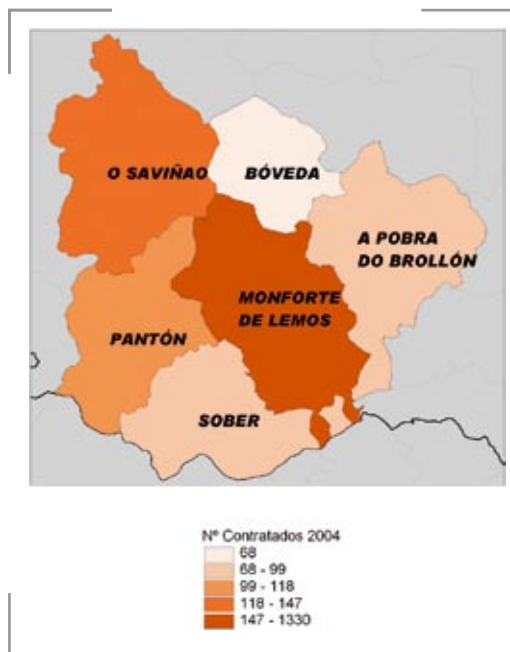 O SAVIÑAO
BÓVEDA
A POBRA
DO BROLLÓN
MONFORTE
DE LEMOS
PANTÓN
SOBER
Nº Contratados 2004
68
68 - 99
99 - 118
118 - 147
147 - 1330